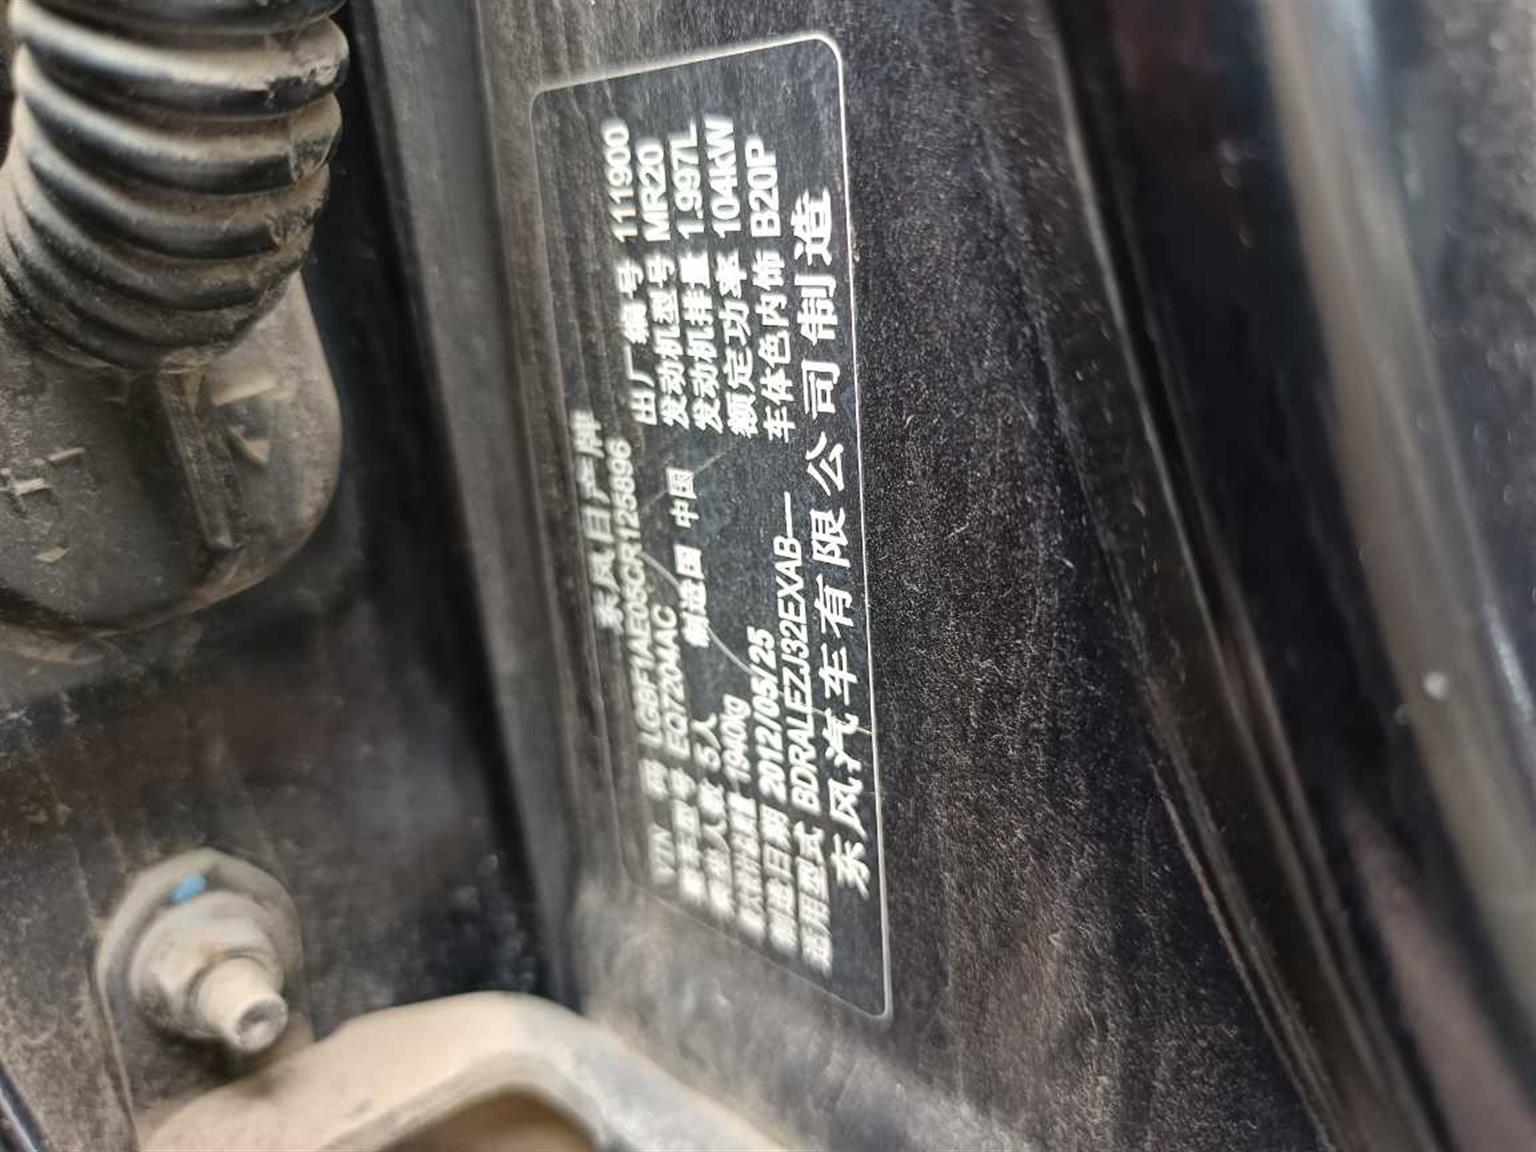 东风日产牌
VIN LGBF1AE05CR125896 出厂编号 111900
整车型号 EQ7204AC 发动机型号 MR20
乘坐人数 5人 制造国 中国 发动机排量 1.997L
最大允许总质量 1940kg 额定功率 104kW
制造日期 2012/05/25 车体色内饰 B20P
适用型式 BDRALEZJ32EXAB—
东风汽车有限公司制造